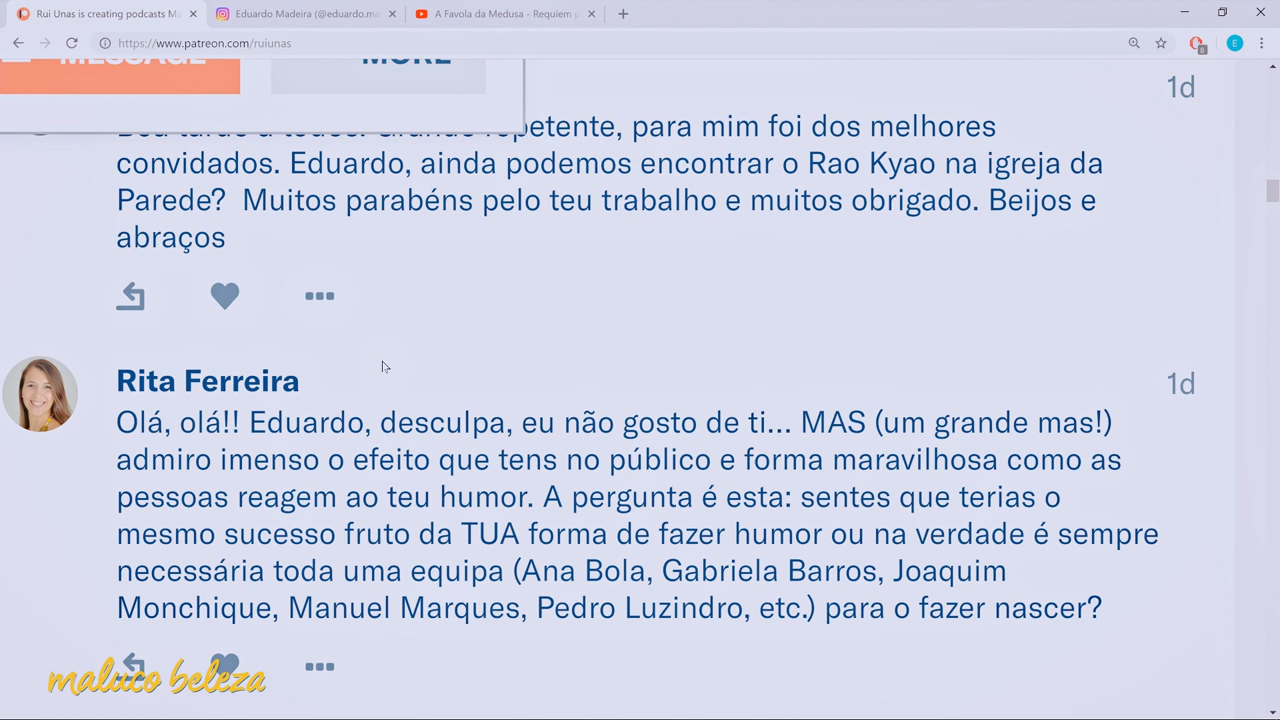 Rui Unas is creating podcasts Ma
Eduardo Madeira (@eduardo.ma
A Favola da Medusa - Requiem p
https://www.patreon.com/ruiunas
MESSAGE
MORE
1d
a todos! Grande repetente, para mim foi dos melhores
convidados. Eduardo, ainda podemos encontrar o Rao Kyao na igreja da
Parede? Muitos parabéns pelo teu trabalho e muitos obrigado. Beijos e
abraços
Rita Ferreira
1d
Olá, olá!! Eduardo, desculpa, eu não gosto de ti... MAS (um grande mas!)
admiro imenso o efeito que tens no público e forma maravilhosa como as
pessoas reagem ao teu humor. A pergunta é esta: sentes que terias o
mesmo sucesso fruto da TUA forma de fazer humor ou na verdade é sempre
necessária toda uma equipa (Ana Bola, Gabriela Barros, Joaquim
Monchique, Manuel Marques, Pedro Luzindro, etc.) para o fazer nascer?
maluco beleza